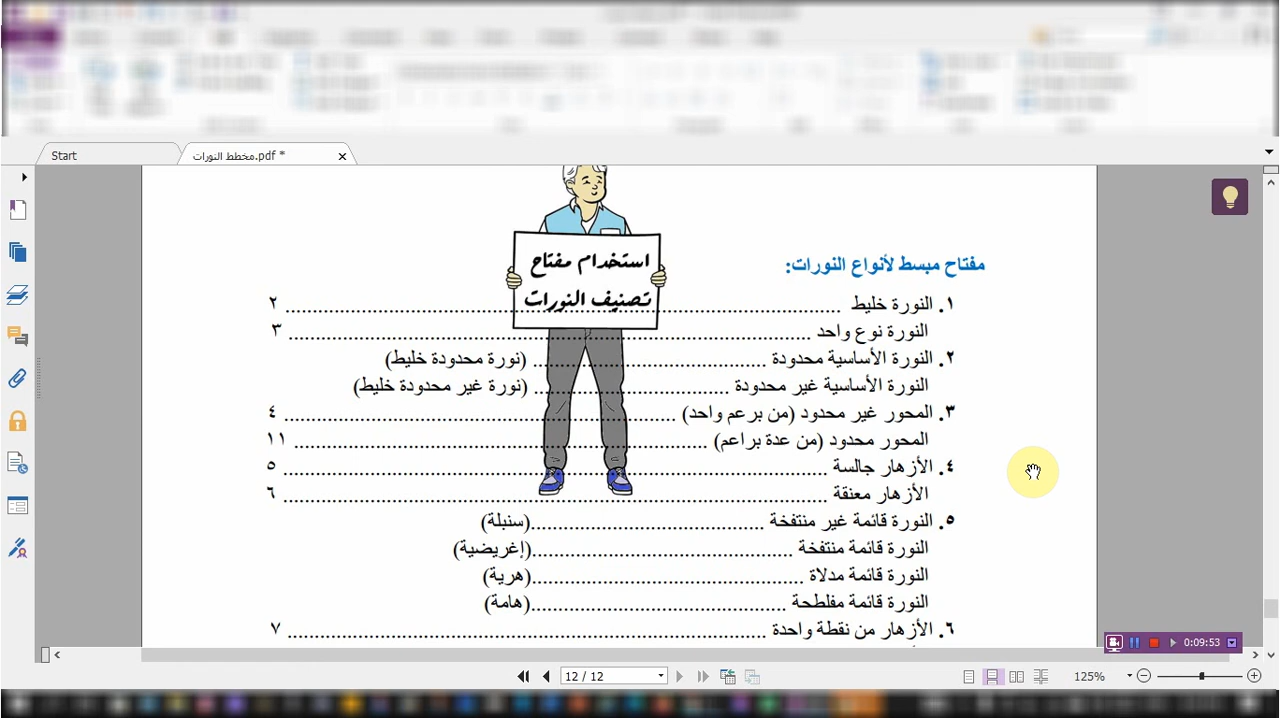 Start
مخطط النورات.pdf *
استخدام مفتاح
تصنيف النورات
مفتاح مبسط لأنواع النورات:
١. النورة خليط ........ ٢
النورة نوع واحد ........ ٣
٢. النورة الأساسية محدودة ........ (نورة محدودة خليط)
النورة الأساسية غير محدودة ........ (نورة غير محدودة خليط)
٣. المحور غير محدود (من برعم واحد) ........ ٤
المحور محدود (من عدة براعم) ........ ١١
٤. الأزهار جالسة ........ ٥
الأزهار معنقة ........ ٦
٥. النورة قائمة غير منتفخة ........(سنبلة)
النورة قائمة منتفخة ........(إغريضية)
النورة قائمة مدلاة ........(هرية)
النورة قائمة مفلطحة ........(هامة)
٦. الأزهار من نقطة واحدة ........ ٧
0:09:53
12 / 12
125%